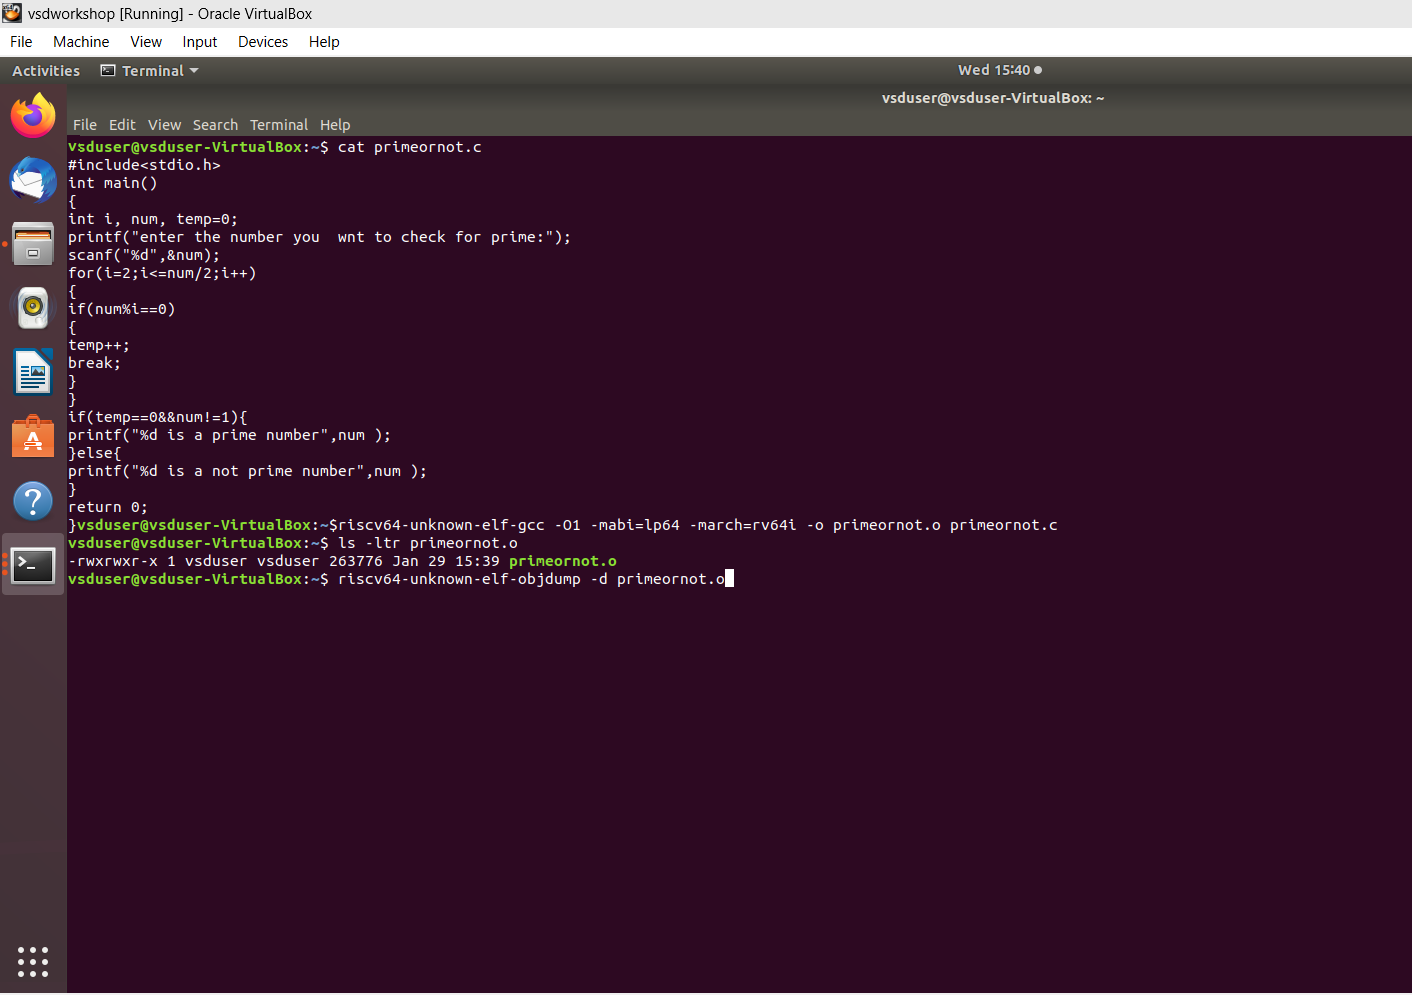 vsdworkshop [Running] - Oracle VirtualBox
File Machine View Input Devices Help
Activities Terminal Wed 15:40
vsduser@vsduser-VirtualBox: ~
File Edit View Search Terminal Help
vsduser@vsduser-VirtualBox:~$ cat primeornot.c
#include<stdio.h>
int main()
{
int i, num, temp=0;
printf("enter the number you  wnt to check for prime:");
scanf("%d",&num);
for(i=2;i<=num/2;i++)
{
if(num%i==0)
{
temp++;
break;
}
}
if(temp==0&&num!=1){
printf("%d is a prime number",num );
}else{
printf("%d is a not prime number",num );
}
return 0;
}vsduser@vsduser-VirtualBox:~$riscv64-unknown-elf-gcc -O1 -mabi=lp64 -march=rv64i -o primeornot.o primeornot.c
vsduser@vsduser-VirtualBox:~$ ls -ltr primeornot.o
-rwxrwxr-x 1 vsduser vsduser 263776 Jan 29 15:39 primeornot.o
vsduser@vsduser-VirtualBox:~$ riscv64-unknown-elf-objdump -d primeornot.o